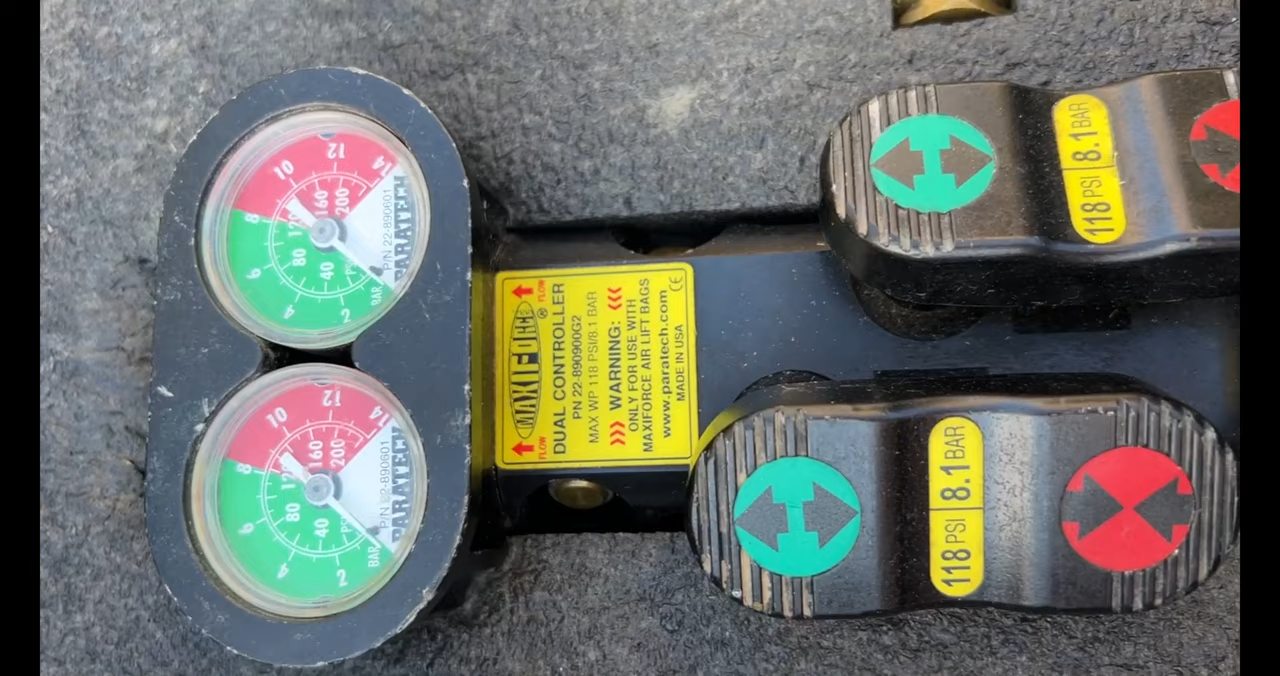 14
12
10
8
6
4
2
BAR
200
160
80
40
P/N 22-890601
PARATECH
14
12
10
8
6
4
2
BAR
200
160
80
40
P/N 22-890601
PARATECH
FLOW FLOW
MAXIFORCE®
DUAL CONTROLLER
PN 22-890900G2
MAX WP 118 PSI/8.1 BAR
>>> WARNING: <<<
ONLY FOR USE WITH
MAXIFORCE AIR LIFT BAGS
www.paratech.com
MADE IN USA CE
118 PSI 8.1 BAR
118 PSI 8.1 BAR